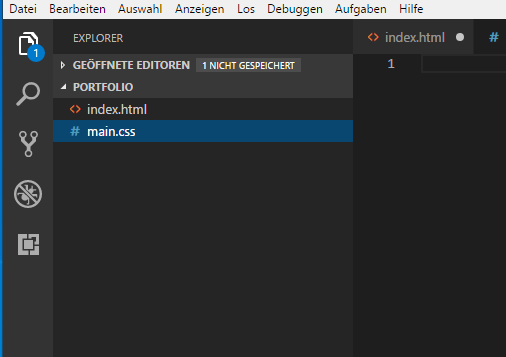 Datei Bearbeiten Auswahl Anzeigen Los Debuggen Aufgaben Hilfe
EXPLORER
<> index.html
#
1
GEÖFFNETE EDITOREN 1 NICHT GESPEICHERT
1
PORTFOLIO
<> index.html
# main.css